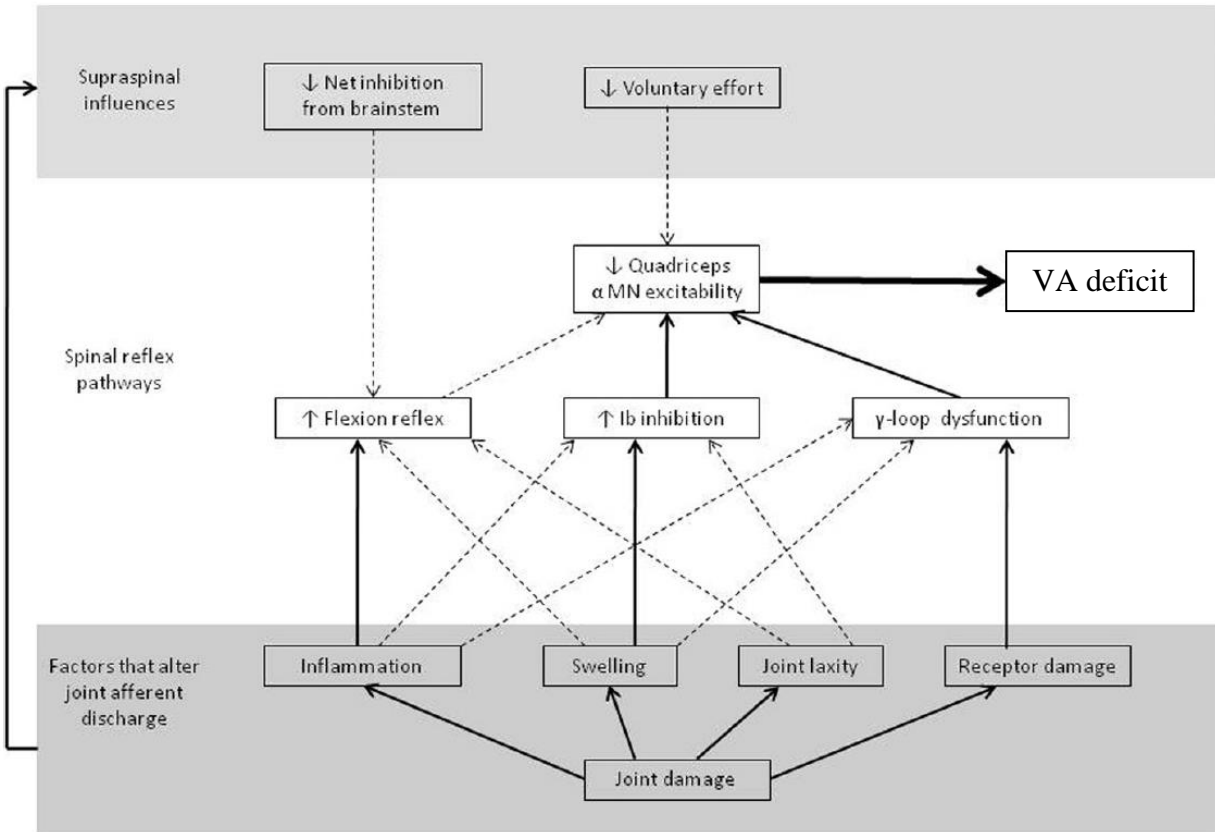 Supraspinal
influences
↓ Net inhibition
from brainstem
↓ Voluntary effort
↓ Quadriceps
α MN excitability
VA deficit
Spinal reflex
pathways
↑ Flexion reflex
↑ Ib inhibition
γ-loop dysfunction
Factors that alter
joint afferent
discharge
Inflammation
Swelling
Joint laxity
Receptor damage
Joint damage